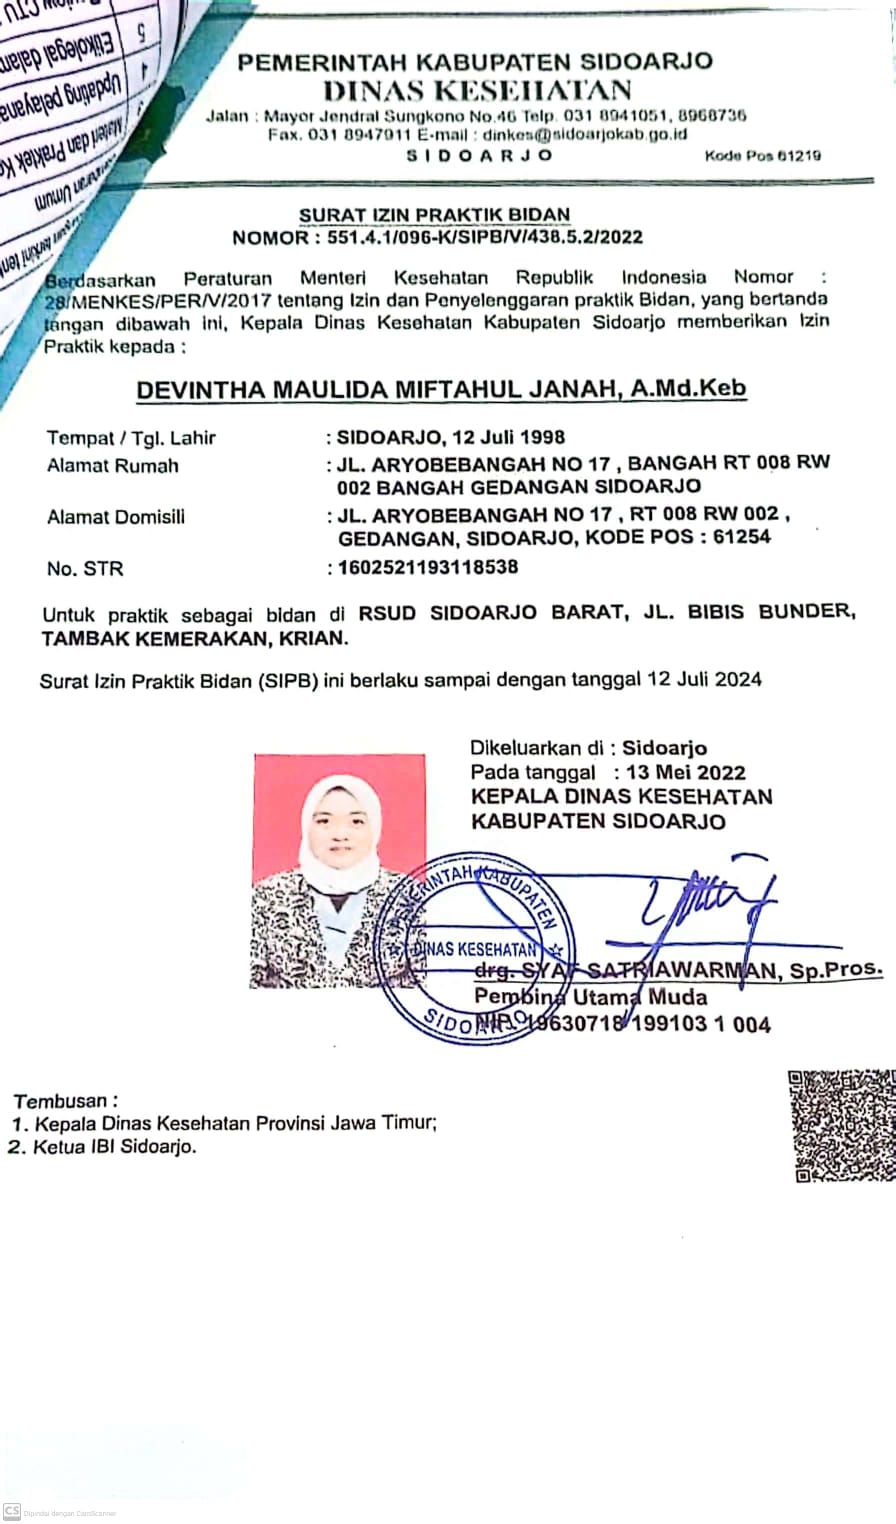 PEMERINTAH KABUPATEN SIDOARJO
DINAS KESEHATAN
Jalan : Mayor Jendral Sungkono No.46 Telp. 031 8941051, 8968736
Fax. 031 8947911 E-mail : dinkes@sidoarjokab.go.id
SIDOARJO
Kode Pos 61219
5
Etikolegal dalam
4
Updating pelayana
Materi dan Praktek K
Umum
SURAT IZIN PRAKTIK BIDAN
NOMOR : 551.4.1/096-K/SIPB/V/438.5.2/2022
Berdasarkan Peraturan Menteri Kesehatan Republik Indonesia Nomor :
28/MENKES/PER/V/2017 tentang Izin dan Penyelenggaran praktik Bidan, yang bertanda
tangan dibawah ini, Kepala Dinas Kesehatan Kabupaten Sidoarjo memberikan Izin
Praktik kepada :
DEVINTHA MAULIDA MIFTAHUL JANAH, A.Md.Keb
Tempat / Tgl. Lahir : SIDOARJO, 12 Juli 1998
Alamat Rumah : JL. ARYOBEBANGAH NO 17 , BANGAH RT 008 RW
002 BANGAH GEDANGAN SIDOARJO
Alamat Domisili : JL. ARYOBEBANGAH NO 17 , RT 008 RW 002 ,
GEDANGAN, SIDOARJO, KODE POS : 61254
No. STR : 1602521193118538
Untuk praktik sebagai bidan di RSUD SIDOARJO BARAT, JL. BIBIS BUNDER,
TAMBAK KEMERAKAN, KRIAN.
Surat Izin Praktik Bidan (SIPB) ini berlaku sampai dengan tanggal 12 Juli 2024
Dikeluarkan di : Sidoarjo
Pada tanggal : 13 Mei 2022
KEPALA DINAS KESEHATAN
KABUPATEN SIDOARJO
PEMERINTAH KABUPATEN
DINAS KESEHATAN
SIDOARJO
drg. SYAF SATRIAWARMAN, Sp.Pros.
Pembina Utama Muda
NIP. 19630718 199103 1 004
Tembusan :
1. Kepala Dinas Kesehatan Provinsi Jawa Timur;
2. Ketua IBI Sidoarjo.
CS Dipindai dengan CamScanner